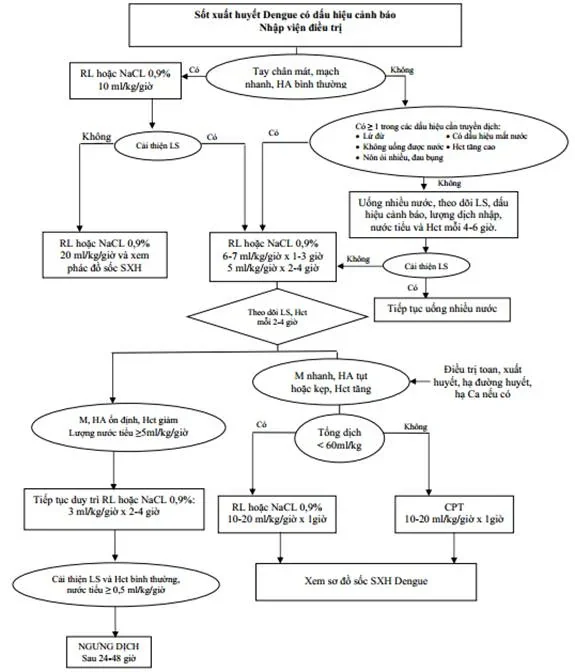 Sốt xuất huyết Dengue có dấu hiệu cảnh báo
Nhập viện điều trị
RL hoặc NaCl 0,9%
10 ml/kg/giờ
Có
Tay chân mát, mạch
nhanh, HA bình thường
Không
Có ≥ 1 trong các dấu hiệu cần truyền dịch:
• Lừ đừ
• Có dấu hiệu mất nước
• Không uống được nước
• Hct tăng cao
• Nôn ói nhiều, đau bụng
Không
Cải thiện LS
Có
Có
Không
Uống nhiều nước, theo dõi LS, dấu
hiệu cảnh báo, lượng dịch nhập,
nước tiểu và Hct mỗi 4-6 giờ.
RL hoặc NaCL 0,9%
20 ml/kg/giờ và xem
phác đồ sốc SXH
RL hoặc NaCL 0,9%
6-7 ml/kg/giờ x 1-3 giờ
5 ml/kg/giờ x 2-4 giờ
Không
Cải thiện LS
Có
Tiếp tục uống nhiều nước
Theo dõi LS, Hct
mỗi 2-4 giờ
M nhanh, HA tụt
hoặc kẹp, Hct tăng
Điều trị toan, xuất
huyết, hạ đường huyết,
hạ Ca nếu có
M, HA ổn định, Hct giảm
Lượng nước tiểu ≥5ml/kg/giờ
Có
Tổng dịch
< 60ml/kg
Không
Tiếp tục duy trì RL hoặc NaCL 0,9%:
3 ml/kg/giờ x 2-4 giờ
RL hoặc NaCL 0,9%
10-20 ml/kg/giờ x 1giờ
CPT
10-20 ml/kg/giờ x 1giờ
Cải thiện LS và Hct bình thường,
nước tiểu ≥ 0,5 ml/kg/giờ
Xem sơ đồ sốc SXH Dengue
NGƯNG DỊCH
Sau 24-48 giờ